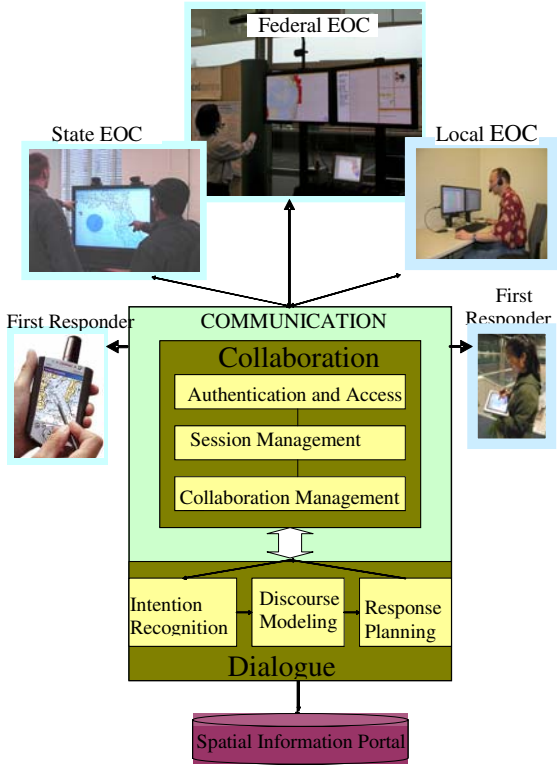 Federal EOC
State EOC
Local EOC
First Responder
First
Responder
COMMUNICATION
Collaboration
Authentication and Access
Session Management
Collaboration Management
Intention
Recognition
Discourse
Modeling
Response
Planning
Dialogue
Spatial Information Portal